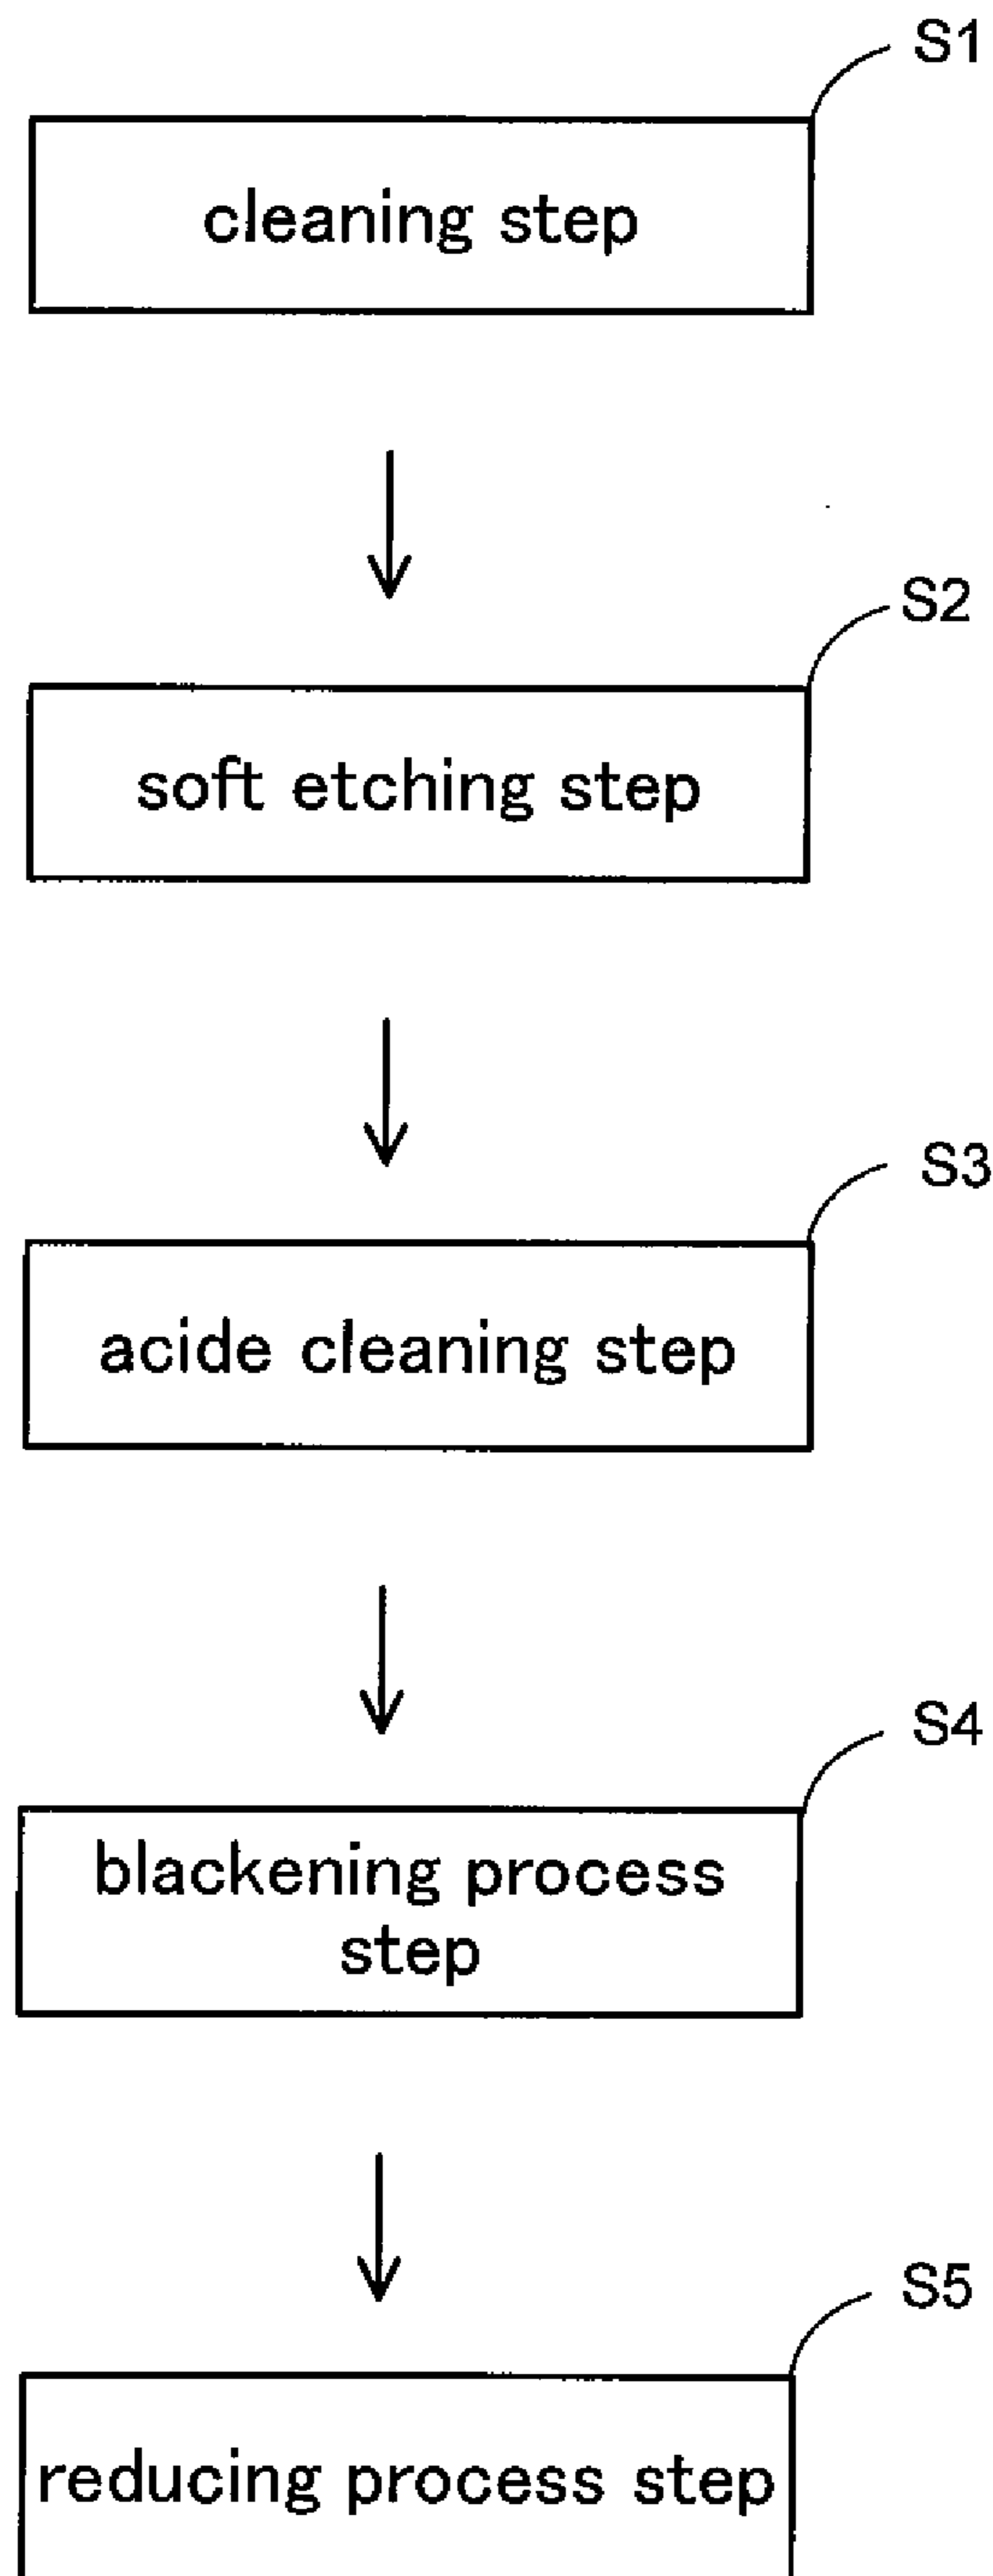 S1
cleaning step
S2
soft etching step
S3
acide cleaning step
S4
blackening process
step
S5
reducing process step